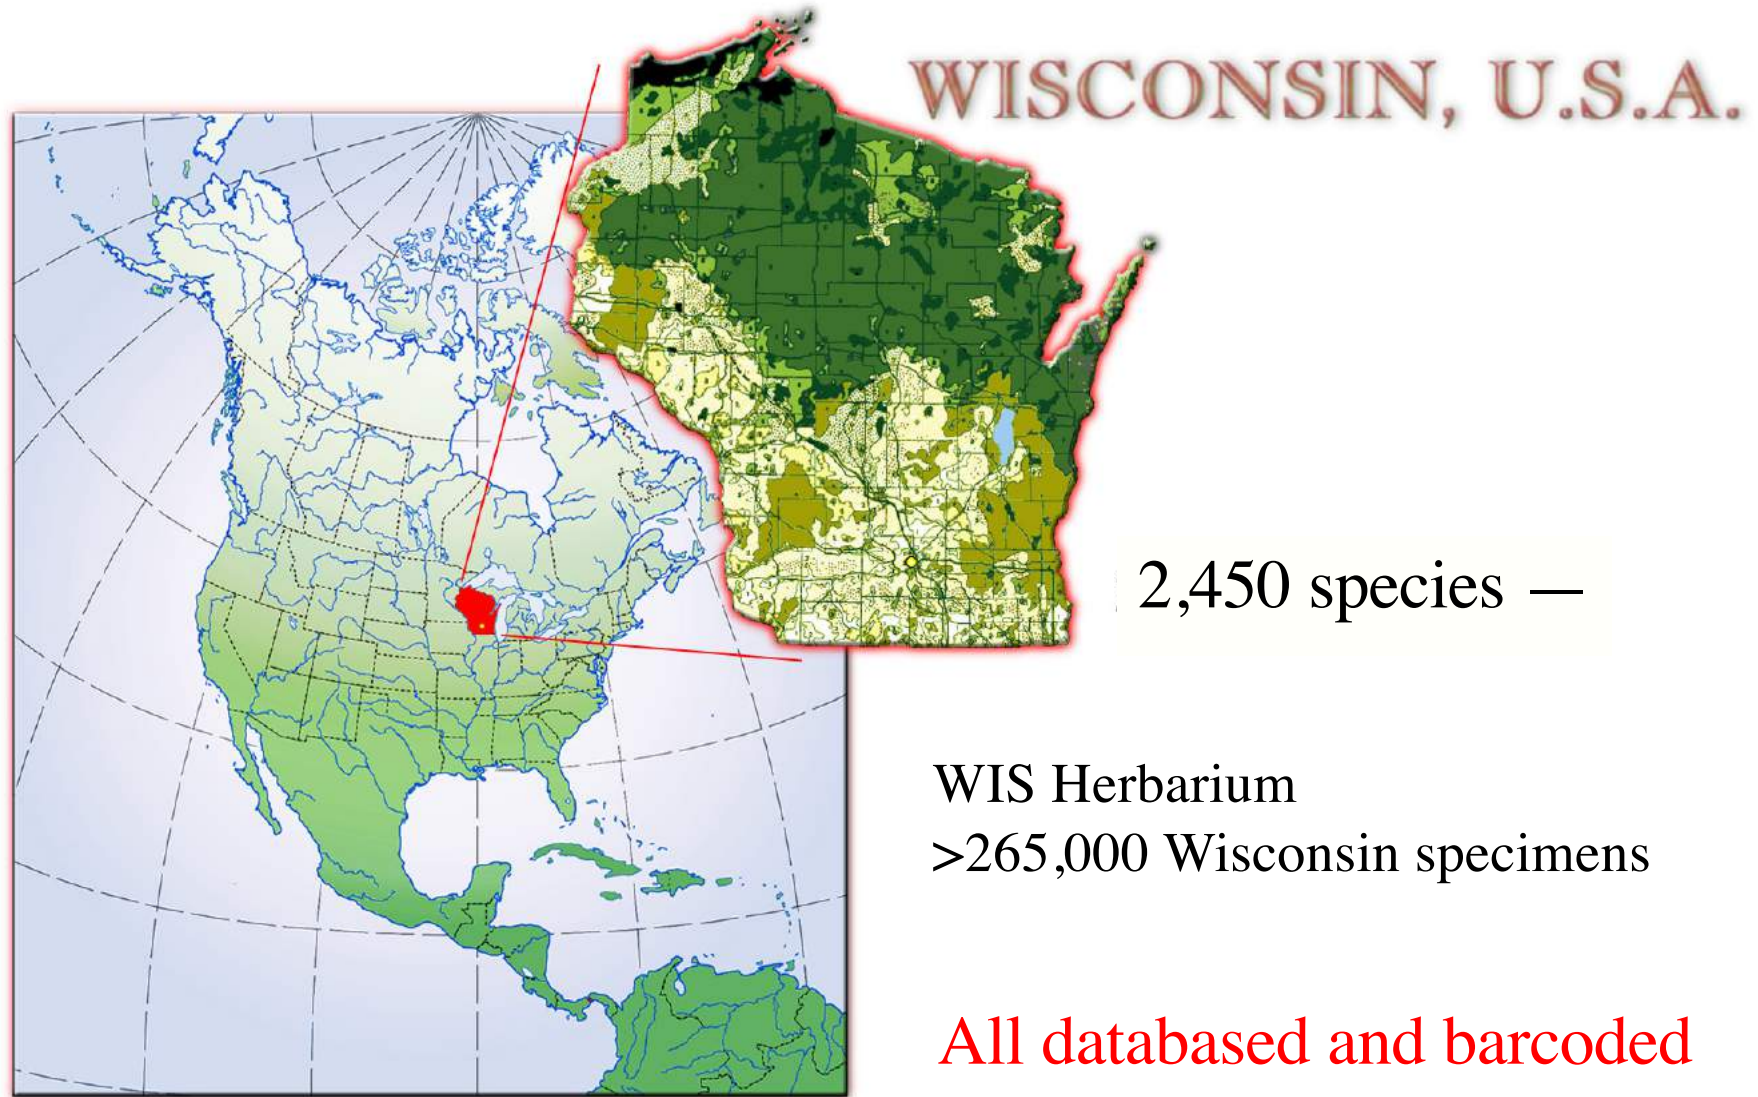 WISCONSIN, U.S.A.
2,450 species —
WIS Herbarium
>265,000 Wisconsin specimens
All databased and barcoded